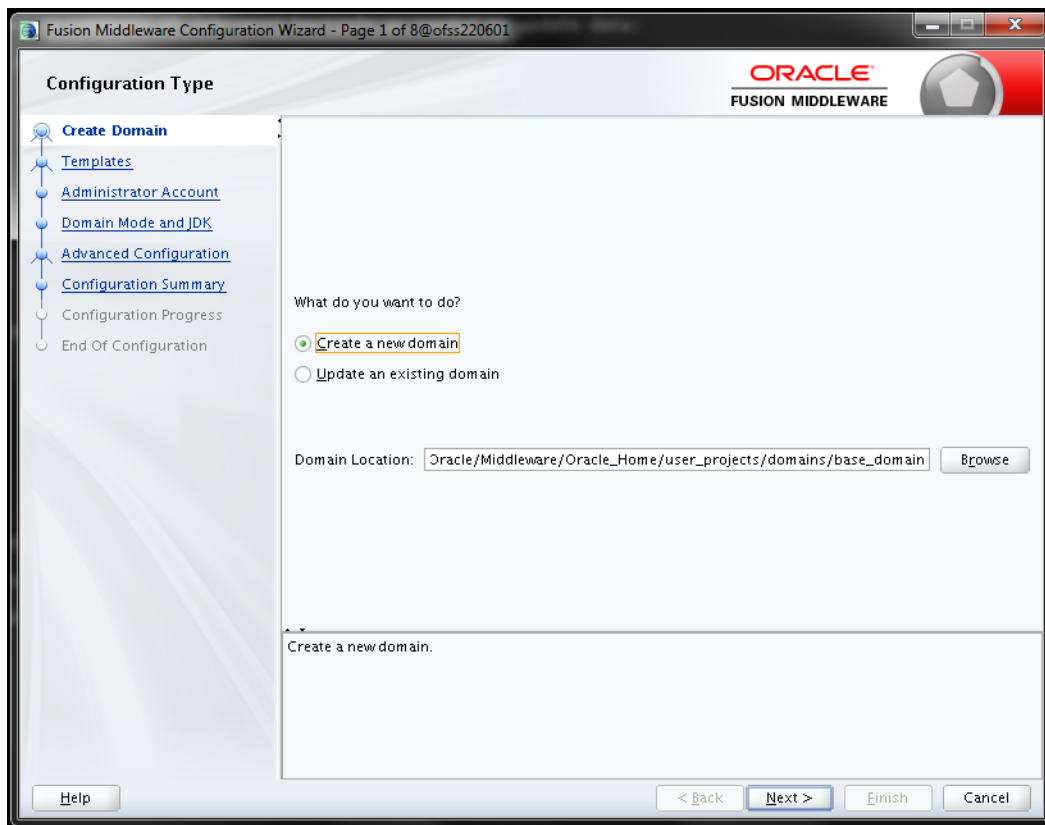 Fusion Middleware Configuration Wizard - Page 1 of 8@ofss220601
Configuration Type
ORACLE
FUSION MIDDLEWARE
Create Domain
Templates
Administrator Account
Domain Mode and JDK
Advanced Configuration
Configuration Summary
Configuration Progress
End Of Configuration
What do you want to do?
Create a new domain
Update an existing domain
Domain Location: Oracle/Middleware/Oracle_Home/user_projects/domains/base_domain Browse
Create a new domain.
Help < Back Next > Finish Cancel